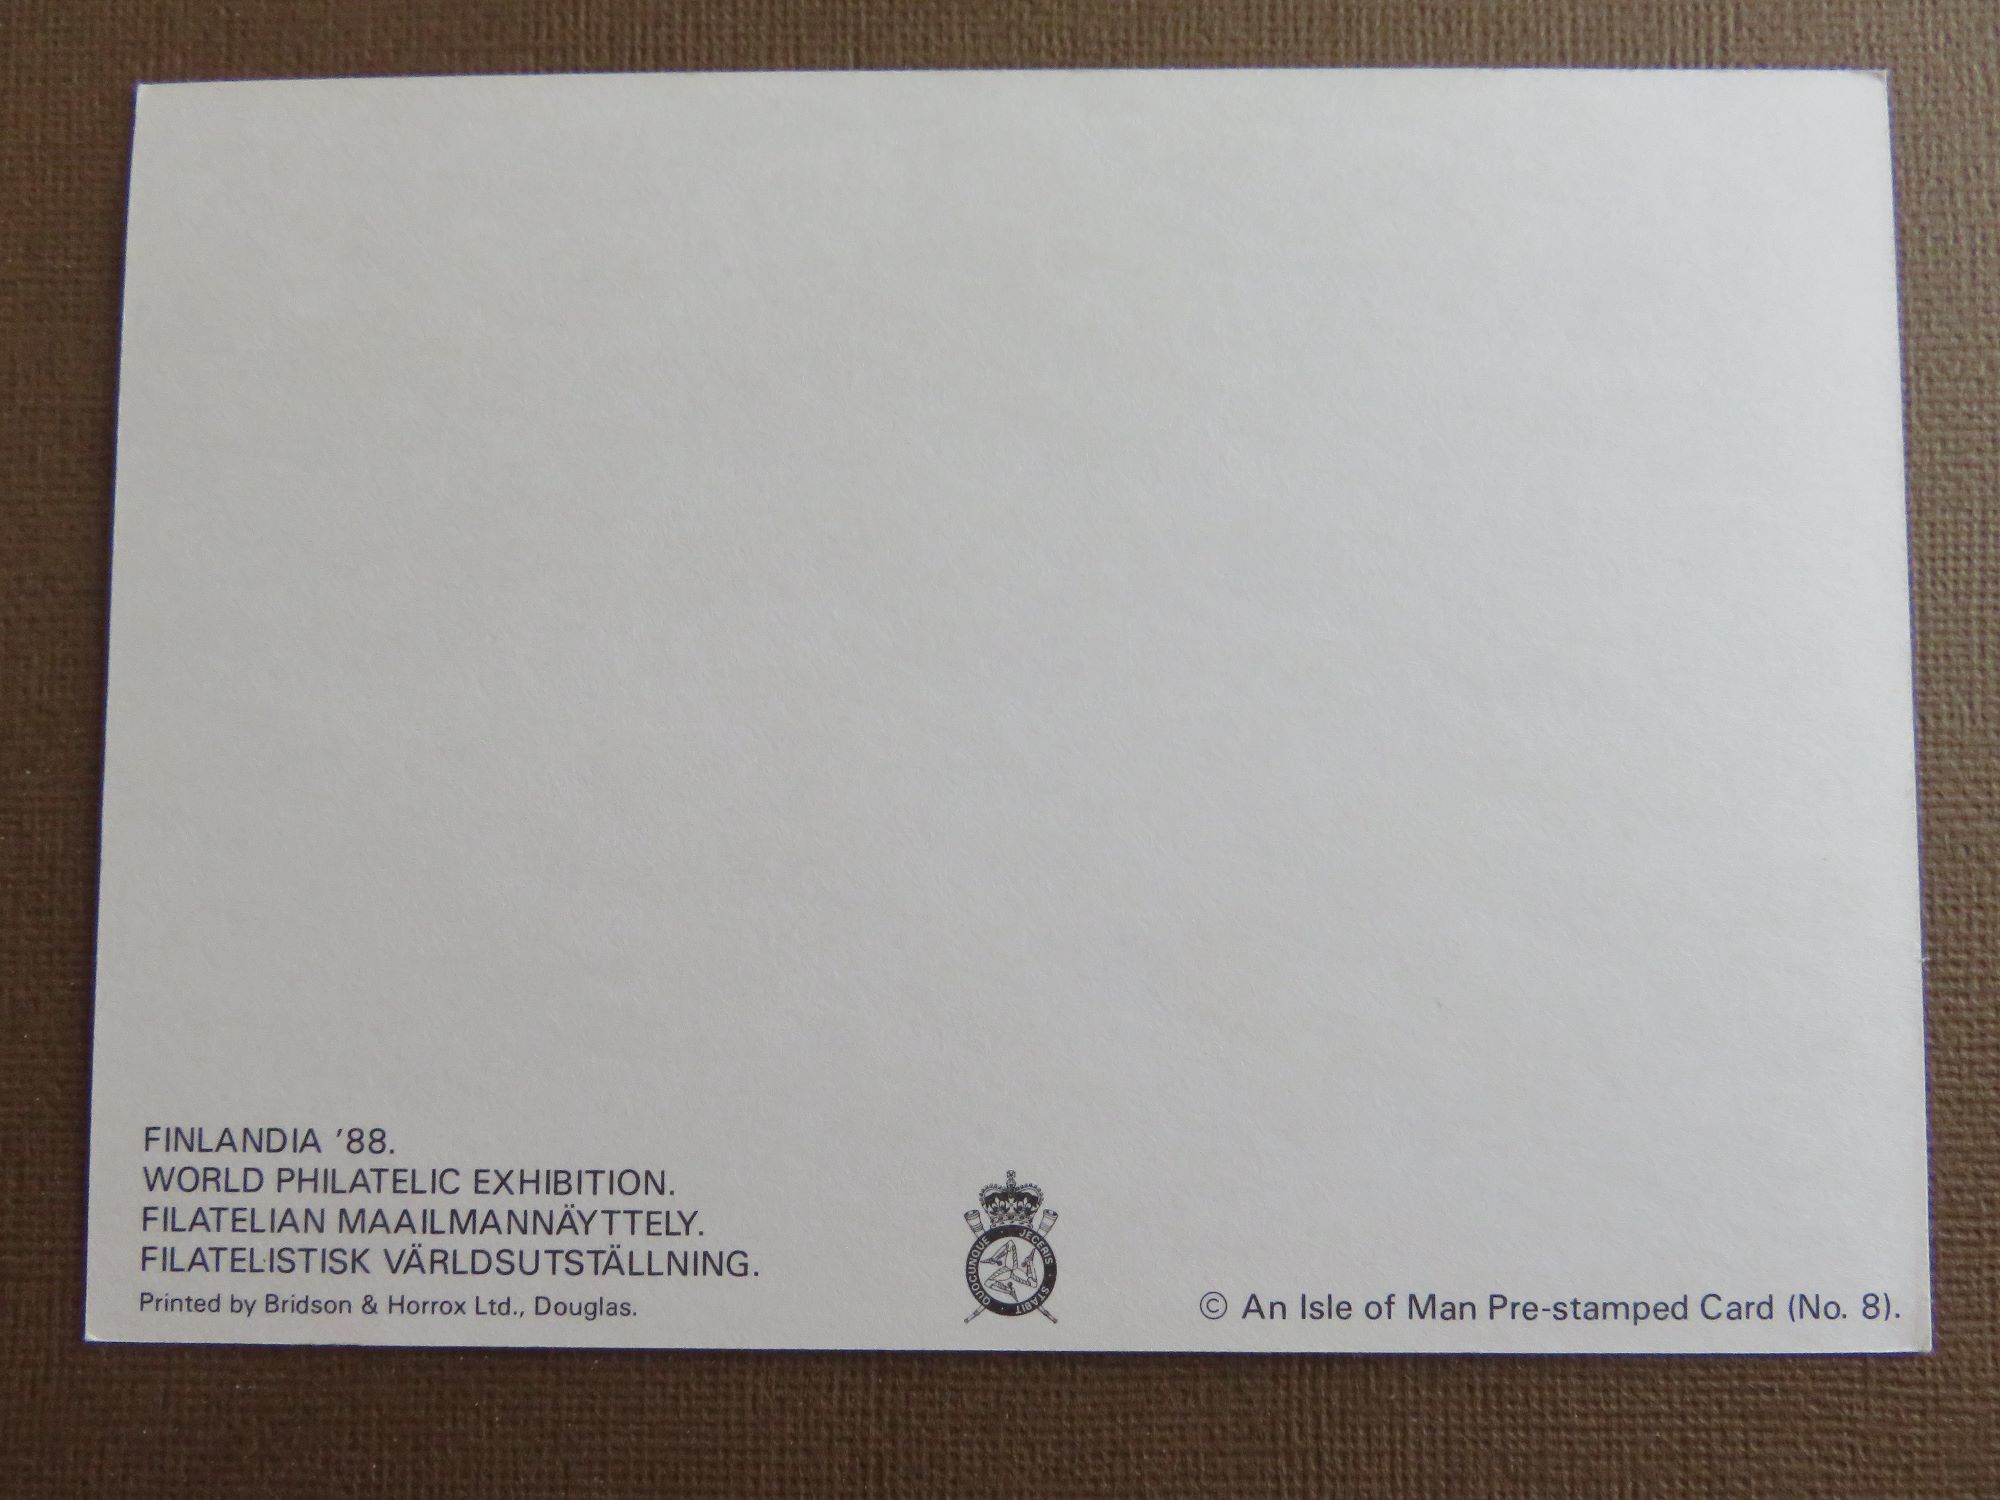 FINLANDIA '88.
WORLD PHILATELIC EXHIBITION.
FILATELIAN MAAILMANNÄYTTELY.
FILATELISTISK VÄRLDSUTSTÄLLNING.
Printed by Bridson & Horrox Ltd., Douglas.
QUOCUNQUE · JECERIS · STABIT
© An Isle of Man Pre-stamped Card (No. 8).